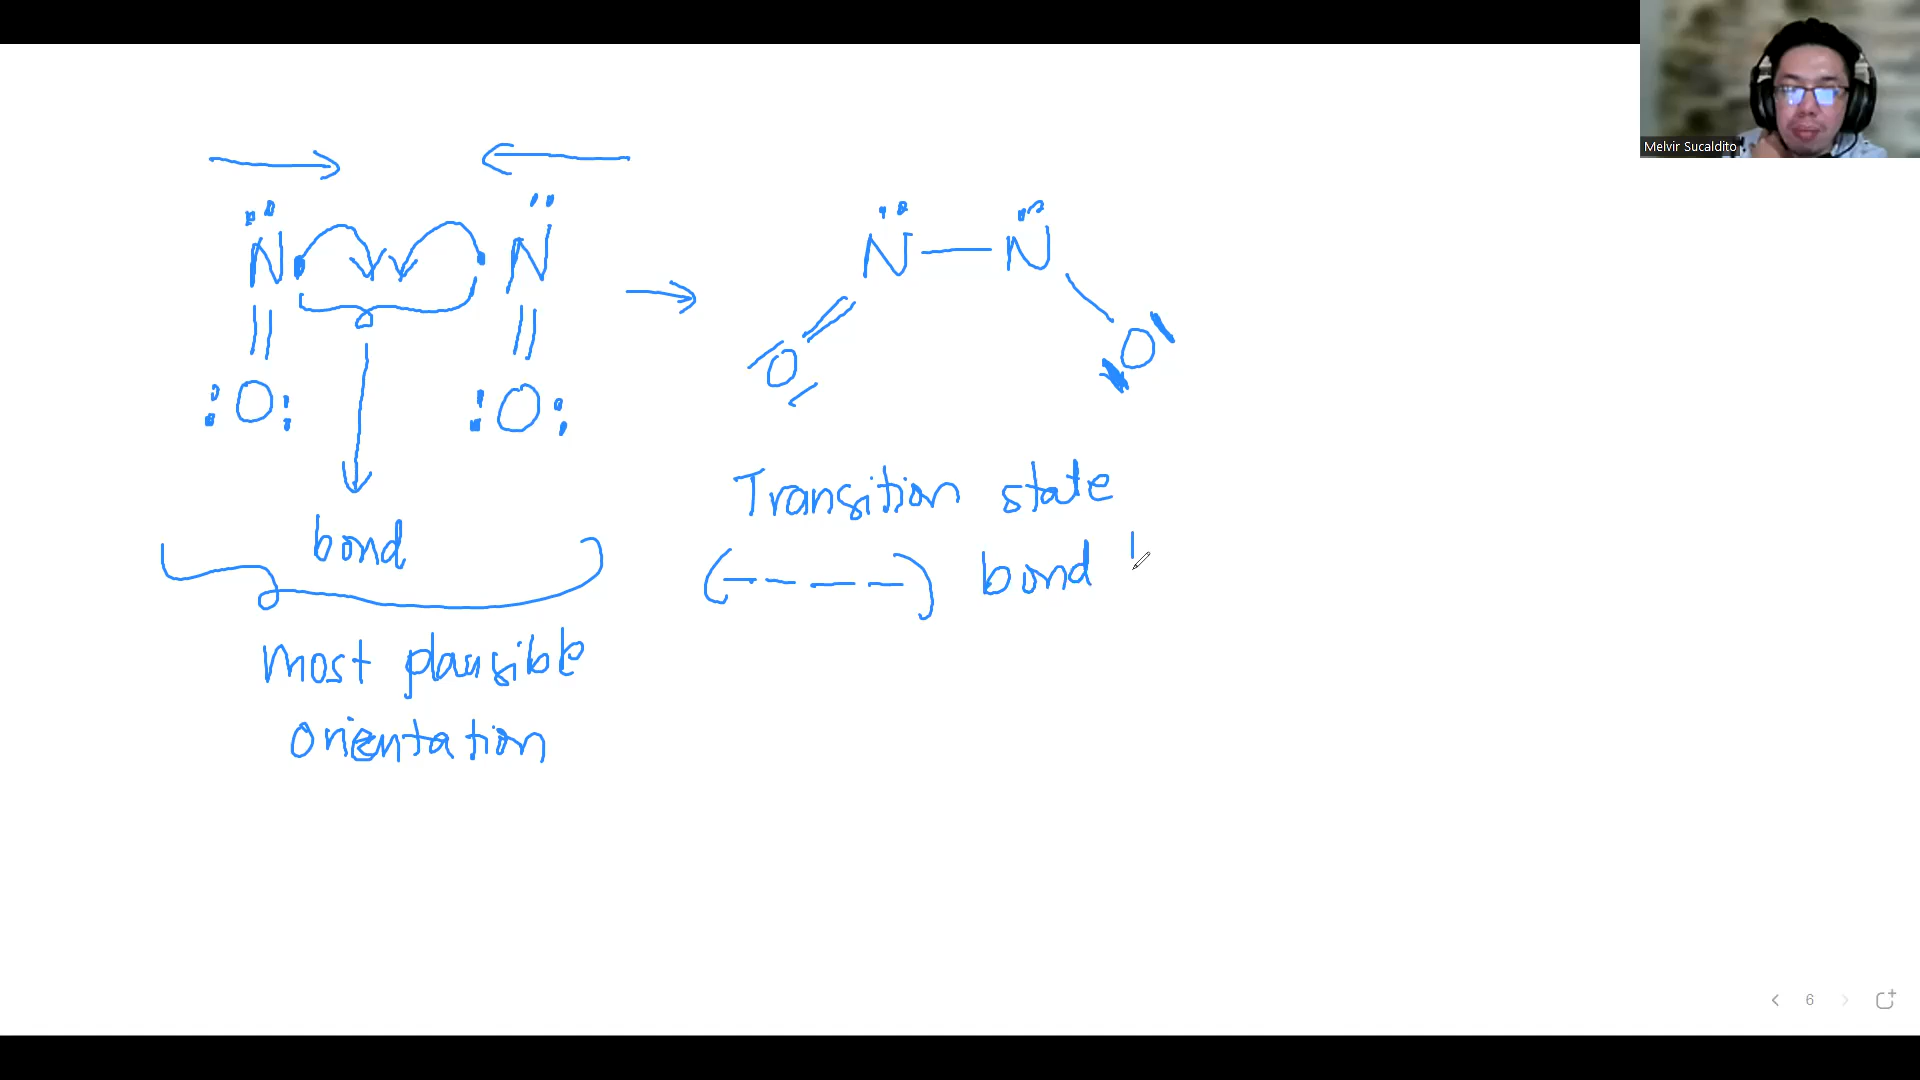 Melvir Sucaldito
N N
O O
N — N
O O
bond
most plausible
orientation
Transition state
(----) bond
6